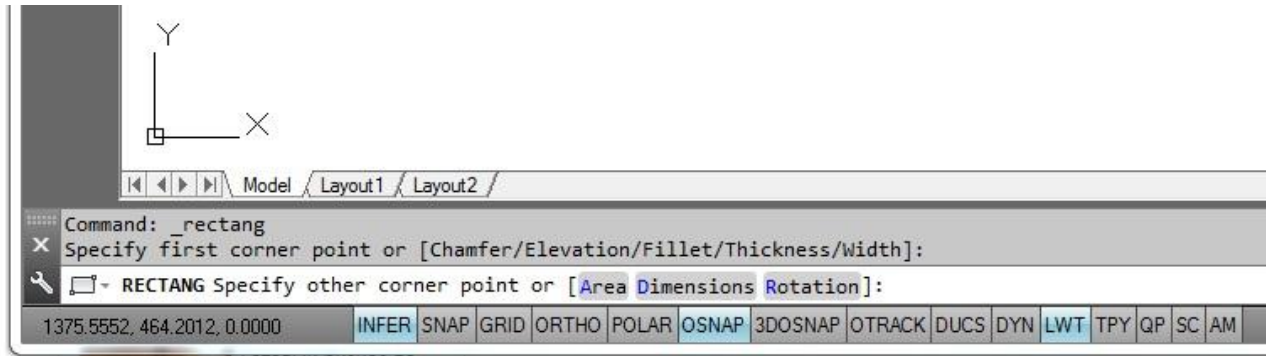 Y
X
Model Layout1 Layout2
Command: _rectang
Specify first corner point or [Chamfer/Elevation/Fillet/Thickness/Width]:
RECTANG Specify other corner point or [Area Dimensions Rotation]:
1375.5552, 464.2012, 0.0000 INFER SNAP GRID ORTHO POLAR OSNAP 3DOSNAP OTRACK DUCS DYN LWT TPY QP SC AM